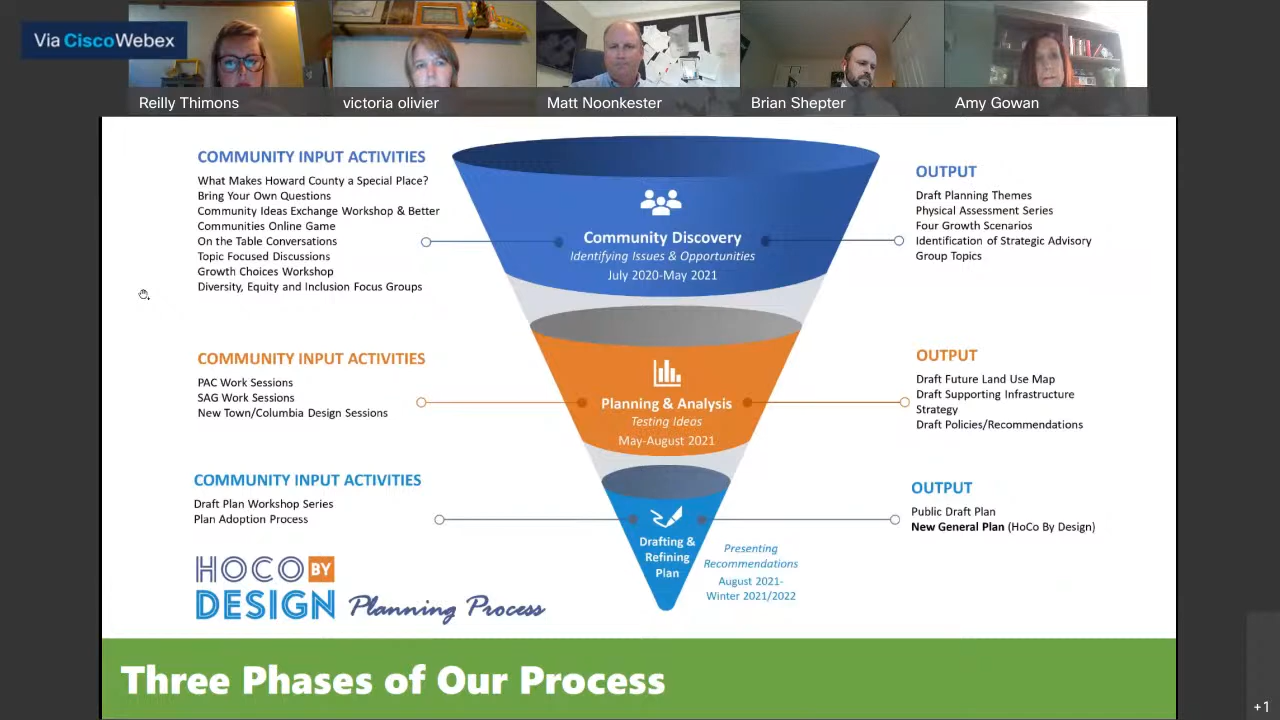 Via Cisco Webex
Reilly Thimons
victoria olivier
Matt Noonkester
Brian Shepter
Amy Gowan
COMMUNITY INPUT ACTIVITIES
What Makes Howard County a Special Place?
Bring Your Own Questions
Community Ideas Exchange Workshop & Better
Communities Online Game
On the Table Conversations
Topic Focused Discussions
Growth Choices Workshop
Diversity, Equity and Inclusion Focus Groups
Community Discovery
Identifying Issues & Opportunities
July 2020-May 2021
OUTPUT
Draft Planning Themes
Physical Assessment Series
Four Growth Scenarios
Identification of Strategic Advisory
Group Topics
COMMUNITY INPUT ACTIVITIES
PAC Work Sessions
SAG Work Sessions
New Town/Columbia Design Sessions
Planning & Analysis
Testing Ideas
May-August 2021
OUTPUT
Draft Future Land Use Map
Draft Supporting Infrastructure
Strategy
Draft Policies/Recommendations
COMMUNITY INPUT ACTIVITIES
Draft Plan Workshop Series
Plan Adoption Process
Drafting &
Refining
Plan
Presenting
Recommendations
August 2021-
Winter 2021/2022
OUTPUT
Public Draft Plan
New General Plan (HoCo By Design)
HOCO BY
DESIGN Planning Process
Three Phases of Our Process
+1